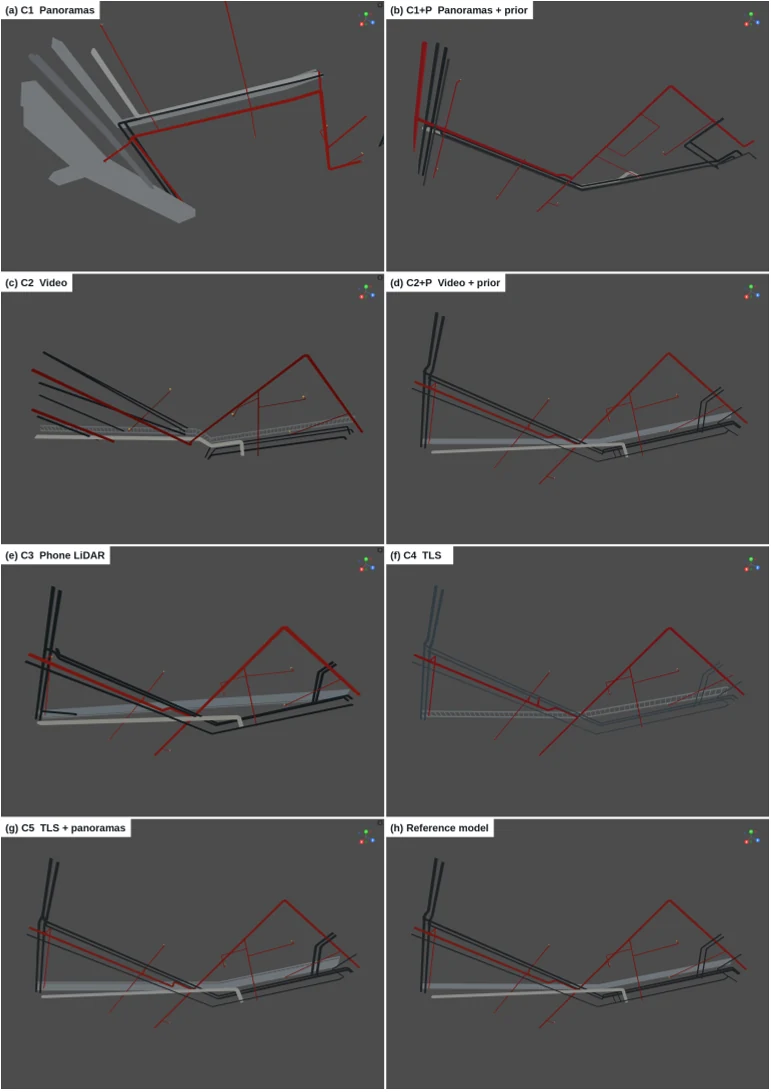 (a) C1 Panoramas
(b) C1+P Panoramas + prior
(c) C2 Video
(d) C2+P Video + prior
(e) C3 Phone LiDAR
(f) C4 TLS
(g) C5 TLS + panoramas
(h) Reference model